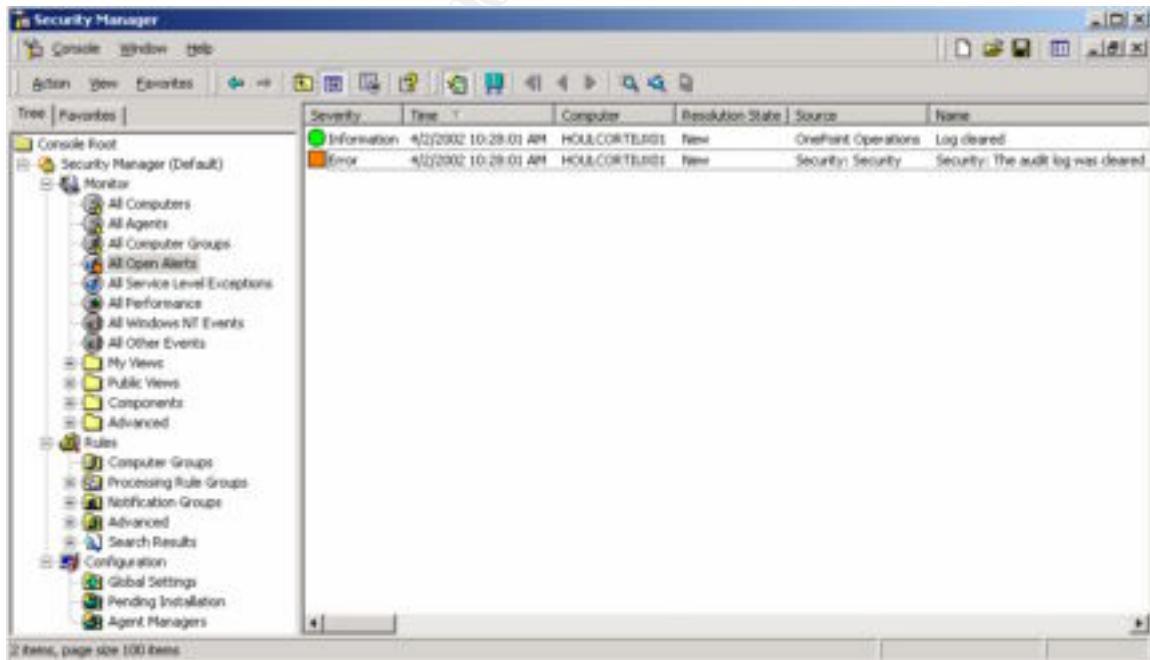 Security Manager
Console Window Help
Action View Favorites
Tree Favorites
Severity Time Computer Resolution State Source Name
Information 4/2/2002 10:28:01 AM New OnePoint Operations Log cleared
Error 4/2/2002 10:28:01 AM New Security: Security Security: The audit log was cleared
Console Root
Security Manager (Default)
Monitor
All Computers
All Agents
All Computer Groups
All Open Alerts
All Service Level Exceptions
All Performance
All Windows NT Events
All Other Events
My Views
Public Views
Components
Advanced
Rules
Computer Groups
Processing Rule Groups
Notification Groups
Advanced
Search Results
Configuration
Global Settings
Pending Installation
Agent Managers
2 items, page size 100 items